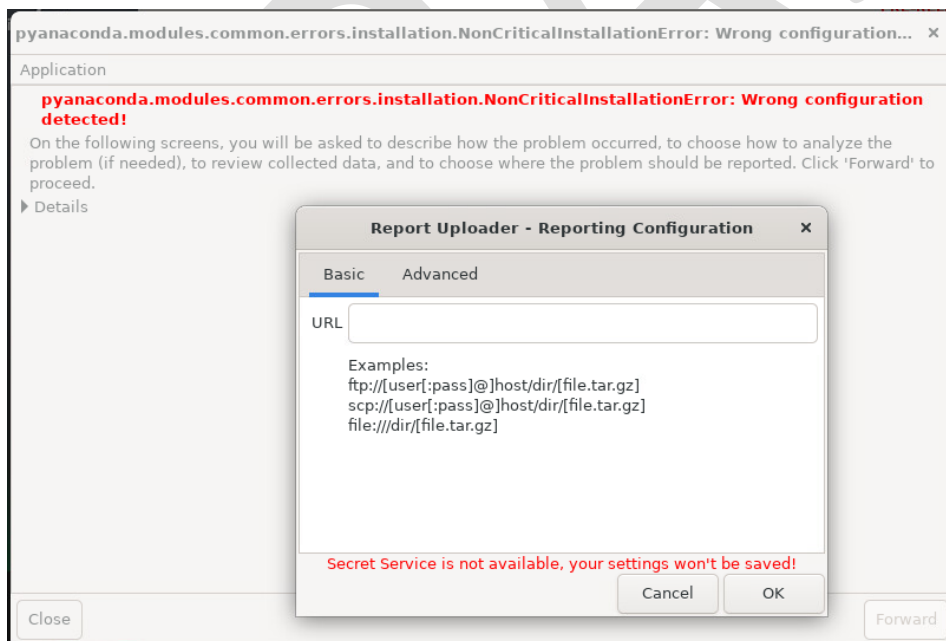 pyanaconda.modules.common.errors.installation.NonCriticalInstallationError: Wrong configuration... ×
Application
pyanaconda.modules.common.errors.installation.NonCriticalInstallationError: Wrong configuration
detected!
On the following screens, you will be asked to describe how the problem occurred, to choose how to analyze the
problem (if needed), to review collected data, and to choose where the problem should be reported. Click 'Forward' to
proceed.
Details
Report Uploader - Reporting Configuration ×
Basic Advanced
URL
Examples:
ftp://[user[:pass]@]host/dir/[file.tar.gz]
scp://[user[:pass]@]host/dir/[file.tar.gz]
file:///dir/[file.tar.gz]
Secret Service is not available, your settings won't be saved!
Cancel OK
Close Forward